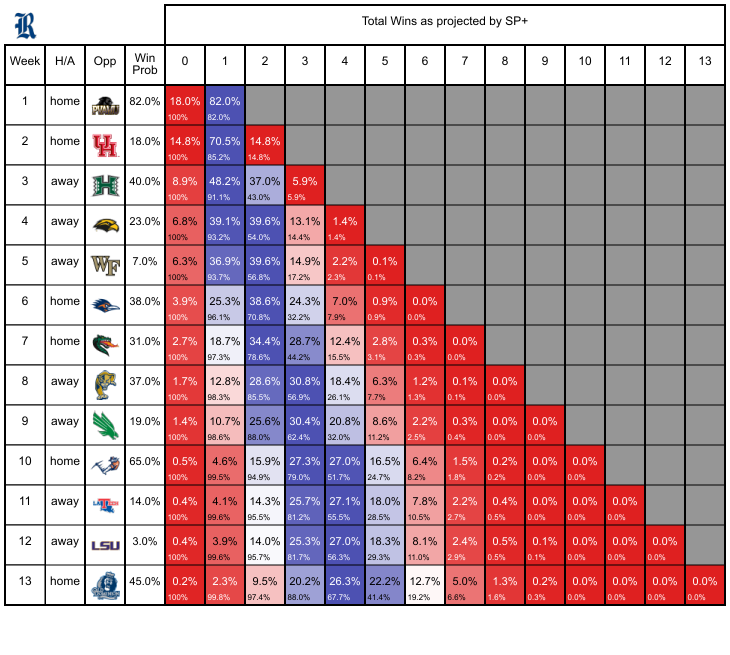 R
Total Wins as projected by SP+
Week H/A Opp Win Prob 0 1 2 3 4 5 6 7 8 9 10 11 12 13
1 home PVAMU 82.0% 18.0% 82.0%
100% 82.0%
2 home UH 18.0% 14.8% 70.5% 14.8%
100% 85.2% 14.8%
3 away H 40.0% 8.9% 48.2% 37.0% 5.9%
100% 91.1% 43.0% 5.9%
4 away 23.0% 6.8% 39.1% 39.6% 13.1% 1.4%
100% 93.2% 54.0% 14.4% 1.4%
5 away WF 7.0% 6.3% 36.9% 39.6% 14.9% 2.2% 0.1%
100% 93.7% 56.8% 17.2% 2.3% 0.1%
6 home 38.0% 3.9% 25.3% 38.6% 24.3% 7.0% 0.9% 0.0%
100% 96.1% 70.8% 32.2% 7.9% 0.9% 0.0%
7 home 31.0% 2.7% 18.7% 34.4% 28.7% 12.4% 2.8% 0.3% 0.0%
100% 97.3% 78.6% 44.2% 15.5% 3.1% 0.3% 0.0%
8 away 37.0% 1.7% 12.8% 28.6% 30.8% 18.4% 6.3% 1.2% 0.1% 0.0%
100% 98.3% 85.5% 56.9% 26.1% 7.7% 1.3% 0.1% 0.0%
9 away 19.0% 1.4% 10.7% 25.6% 30.4% 20.8% 8.6% 2.2% 0.3% 0.0% 0.0%
100% 98.6% 88.0% 62.4% 32.0% 11.2% 2.5% 0.4% 0.0% 0.0%
10 home 65.0% 0.5% 4.6% 15.9% 27.3% 27.0% 16.5% 6.4% 1.5% 0.2% 0.0% 0.0%
100% 99.5% 94.9% 79.0% 51.7% 24.7% 8.2% 1.8% 0.2% 0.0% 0.0%
11 away 14.0% 0.4% 4.1% 14.3% 25.7% 27.1% 18.0% 7.8% 2.2% 0.4% 0.0% 0.0% 0.0%
100% 99.6% 95.5% 81.2% 55.5% 28.5% 10.5% 2.7% 0.5% 0.0% 0.0% 0.0%
12 away LSU 3.0% 0.4% 3.9% 14.0% 25.3% 27.0% 18.3% 8.1% 2.4% 0.5% 0.1% 0.0% 0.0% 0.0%
100% 99.6% 95.7% 81.7% 56.3% 29.3% 11.0% 2.9% 0.5% 0.1% 0.0% 0.0% 0.0%
13 home 45.0% 0.2% 2.3% 9.5% 20.2% 26.3% 22.2% 12.7% 5.0% 1.3% 0.2% 0.0% 0.0% 0.0% 0.0%
100% 99.8% 97.4% 88.0% 67.7% 41.4% 19.2% 6.6% 1.6% 0.3% 0.0% 0.0% 0.0% 0.0%